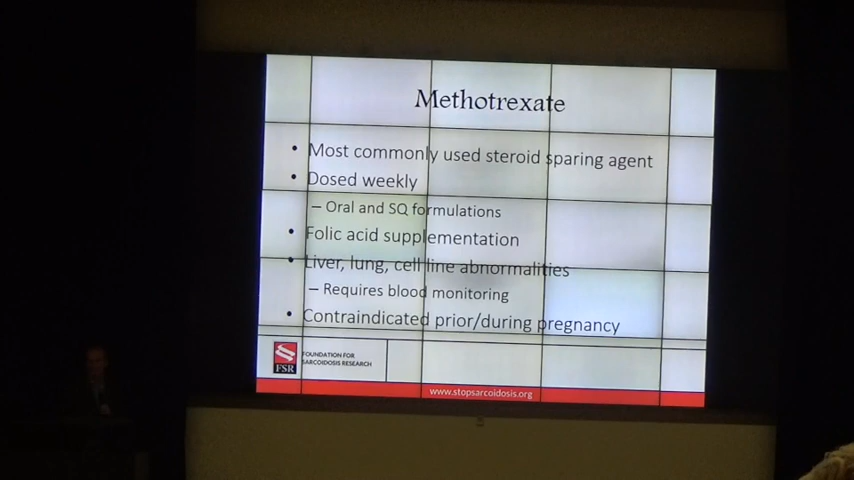 Methotrexate
• Most commonly used steroid sparing agent
• Dosed weekly
– Oral and SQ formulations
• Folic acid supplementation
• Liver, lung, cell line abnormalities
– Requires blood monitoring
• Contraindicated prior/during pregnancy
FSR
FOUNDATION FOR
SARCOIDOSIS RESEARCH
www.stopsarcoidosis.org